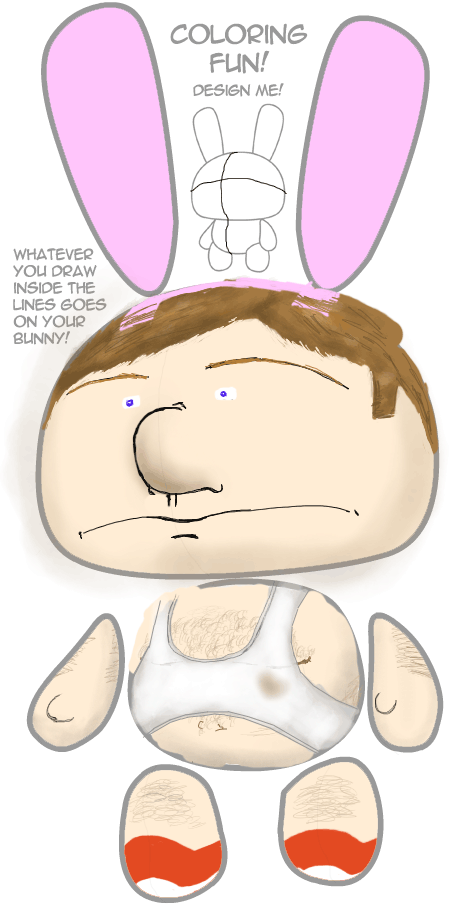 COLORING
FUN!
DESIGN ME!
WHATEVER
YOU DRAW
INSIDE THE
LINES GOES
ON YOUR
BUNNY!